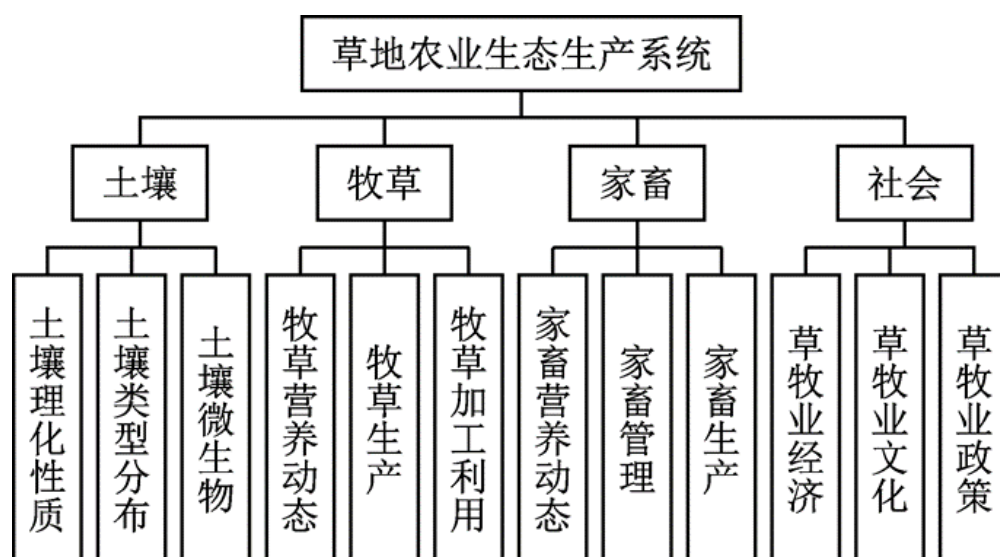 草地农业生态生产系统
土壤
牧草
家畜
社会
土壤理化性质
土壤类型分布
土壤微生物
牧草营养动态
牧草生产
牧草加工利用
家畜营养动态
家畜管理
家畜生产
草牧业经济
草牧业文化
草牧业政策